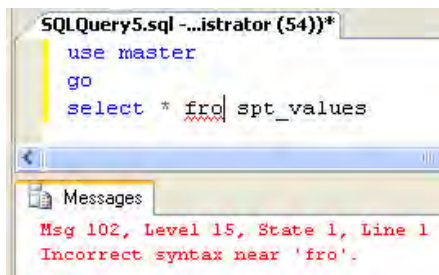 SQLQuery5.sql -...istrator (54))*
use master
go
select * fro spt_values
Messages
Msg 102, Level 15, State 1, Line 1
Incorrect syntax near 'fro'.